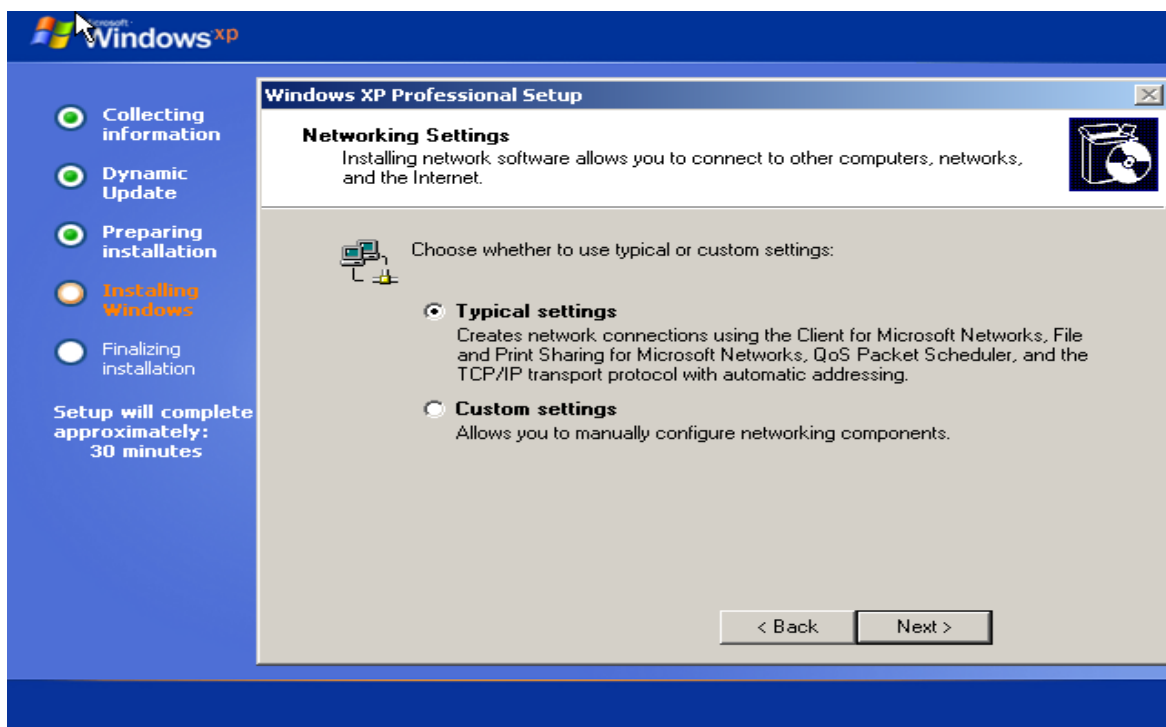 Microsoft
Windows xp
Collecting
information
Dynamic
Update
Preparing
installation
Installing
Windows
Finalizing
installation
Setup will complete
approximately:
30 minutes
Windows XP Professional Setup
Networking Settings
Installing network software allows you to connect to other computers, networks,
and the Internet.
Choose whether to use typical or custom settings:
Typical settings
Creates network connections using the Client for Microsoft Networks, File
and Print Sharing for Microsoft Networks, QoS Packet Scheduler, and the
TCP/IP transport protocol with automatic addressing.
Custom settings
Allows you to manually configure networking components.
< Back
Next >